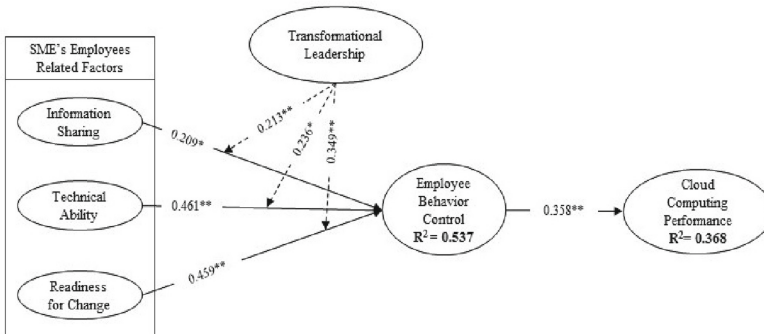 Transformational
Leadership
SME's Employees
Related Factors
Information
Sharing
0.209*
0.213**
0.236*
0.349**
Technical
Ability
0.461**
Employee
Behavior
Control
R²= 0.537
0.358**
Cloud
Computing
Performance
R²= 0.368
Readiness
for Change
0.459**